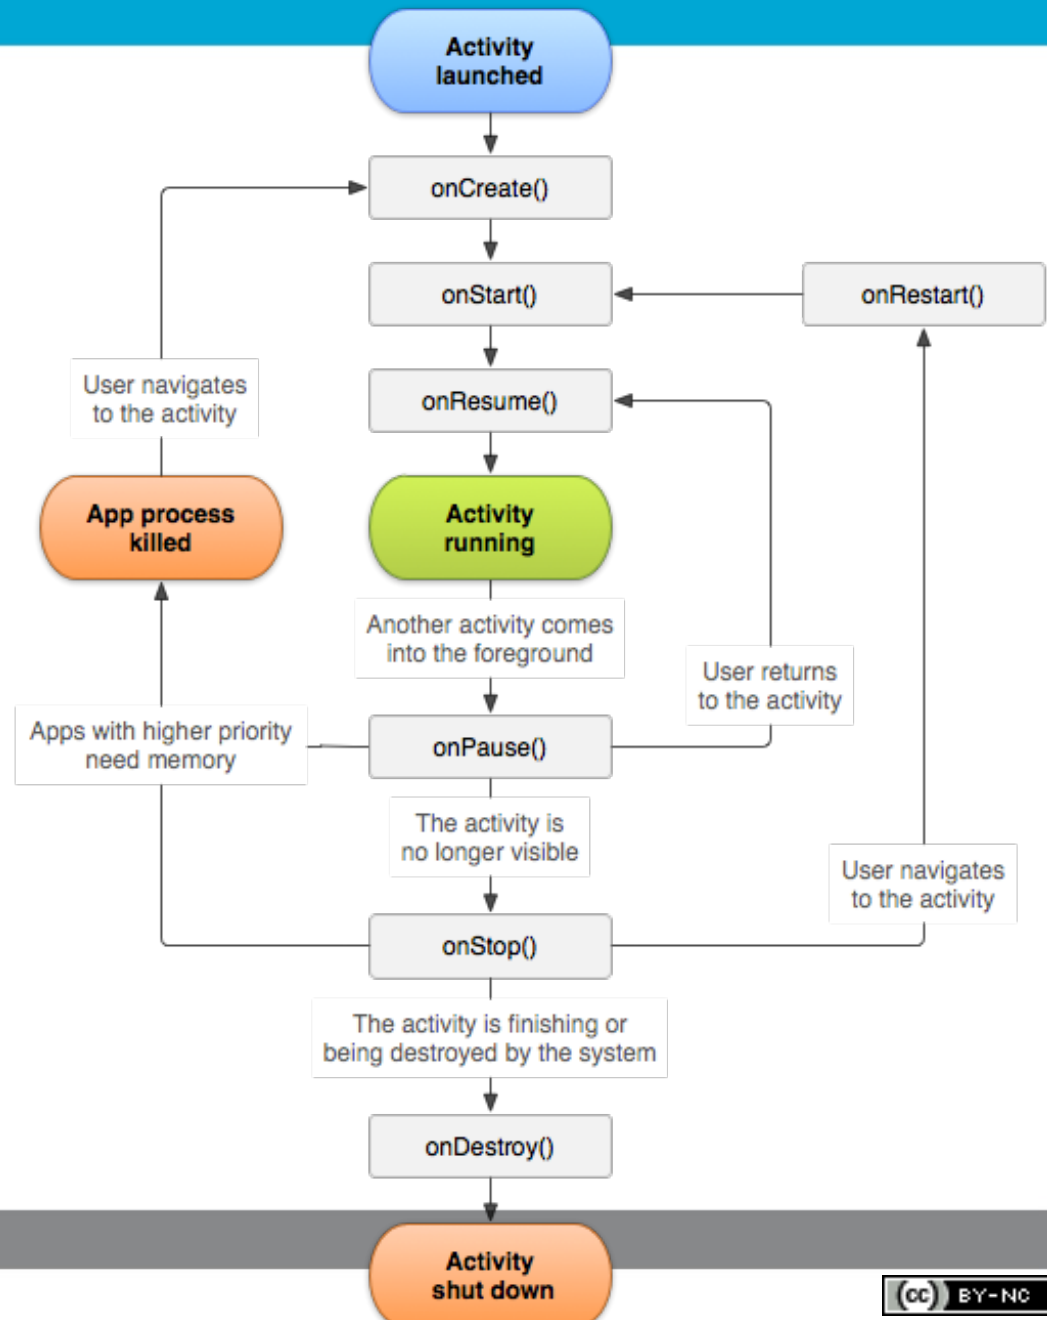 Activity
launched
onCreate()
onStart()
onRestart()
User navigates
to the activity
onResume()
App process
killed
Activity
running
Another activity comes
into the foreground
User returns
to the activity
Apps with higher priority
need memory
onPause()
The activity is
no longer visible
User navigates
to the activity
onStop()
The activity is finishing or
being destroyed by the system
onDestroy()
Activity
shut down
(cc) BY-NC